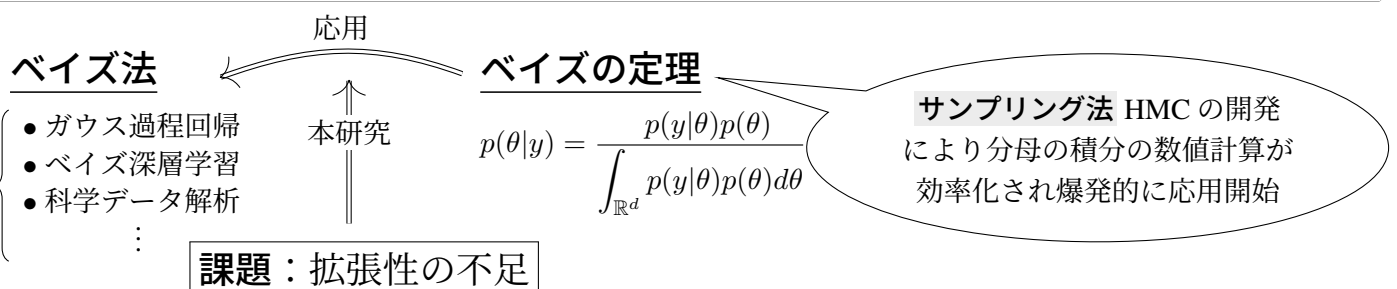 応用
ベイズ法
ベイズの定理
• ガウス過程回帰
• ベイズ深層学習
• 科学データ解析
⋮
本研究
p(θ|y) = p(y|θ)p(θ) / ∫_{ℝ^d} p(y|θ)p(θ)dθ
サンプリング法 HMC の開発
により分母の積分の数値計算が
効率化され爆発的に応用開始
課題：拡張性の不足